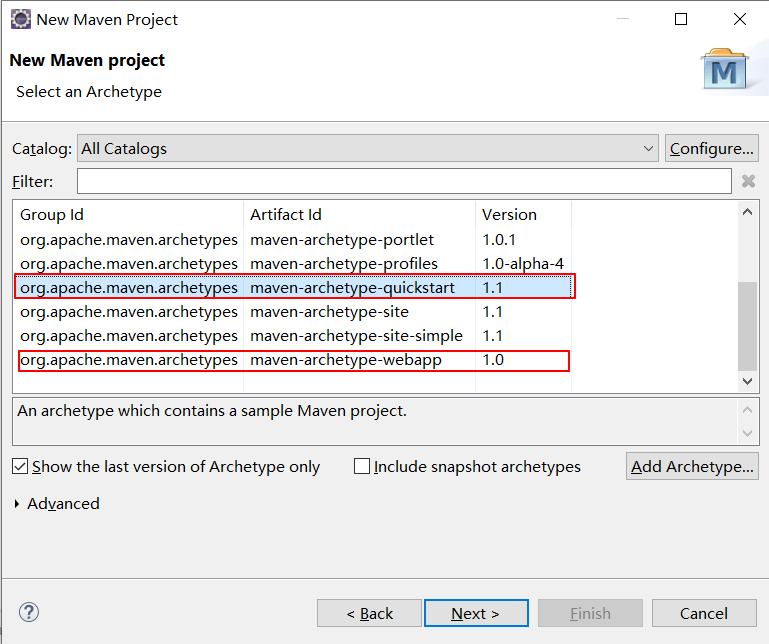 New Maven Project
New Maven project
Select an Archetype
M
Catalog: All Catalogs Configure...
Filter:
Group Id Artifact Id Version
org.apache.maven.archetypes maven-archetype-portlet 1.0.1
org.apache.maven.archetypes maven-archetype-profiles 1.0-alpha-4
org.apache.maven.archetypes maven-archetype-quickstart 1.1
org.apache.maven.archetypes maven-archetype-site 1.1
org.apache.maven.archetypes maven-archetype-site-simple 1.1
org.apache.maven.archetypes maven-archetype-webapp 1.0
An archetype which contains a sample Maven project.
Show the last version of Archetype only Include snapshot archetypes Add Archetype...
Advanced
? < Back Next > Finish Cancel